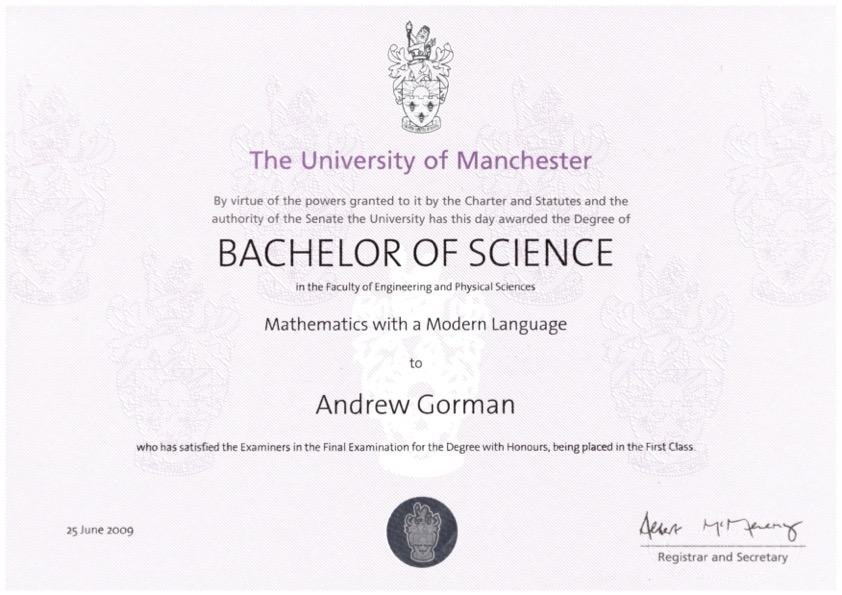 The University of Manchester
By virtue of the powers granted to it by the Charter and Statutes and the
authority of the Senate the University has this day awarded the Degree of
BACHELOR OF SCIENCE
in the Faculty of Engineering and Physical Sciences
Mathematics with a Modern Language
to
Andrew Gorman
who has satisfied the Examiners in the Final Examination for the Degree with Honours, being placed in the First Class.
25 June 2009
Registrar and Secretary